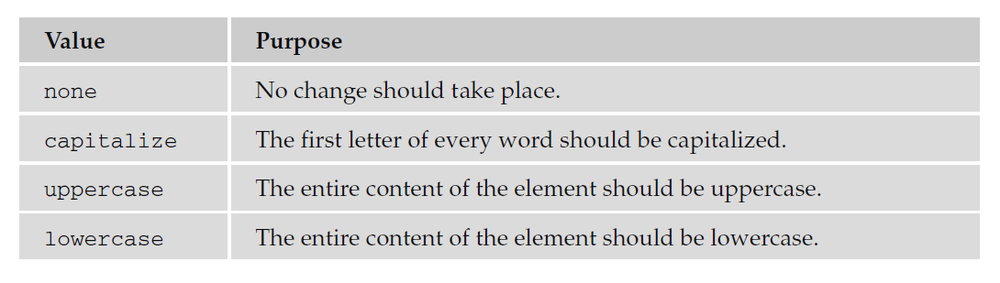 Value Purpose
none No change should take place.
capitalize The first letter of every word should be capitalized.
uppercase The entire content of the element should be uppercase.
lowercase The entire content of the element should be lowercase.